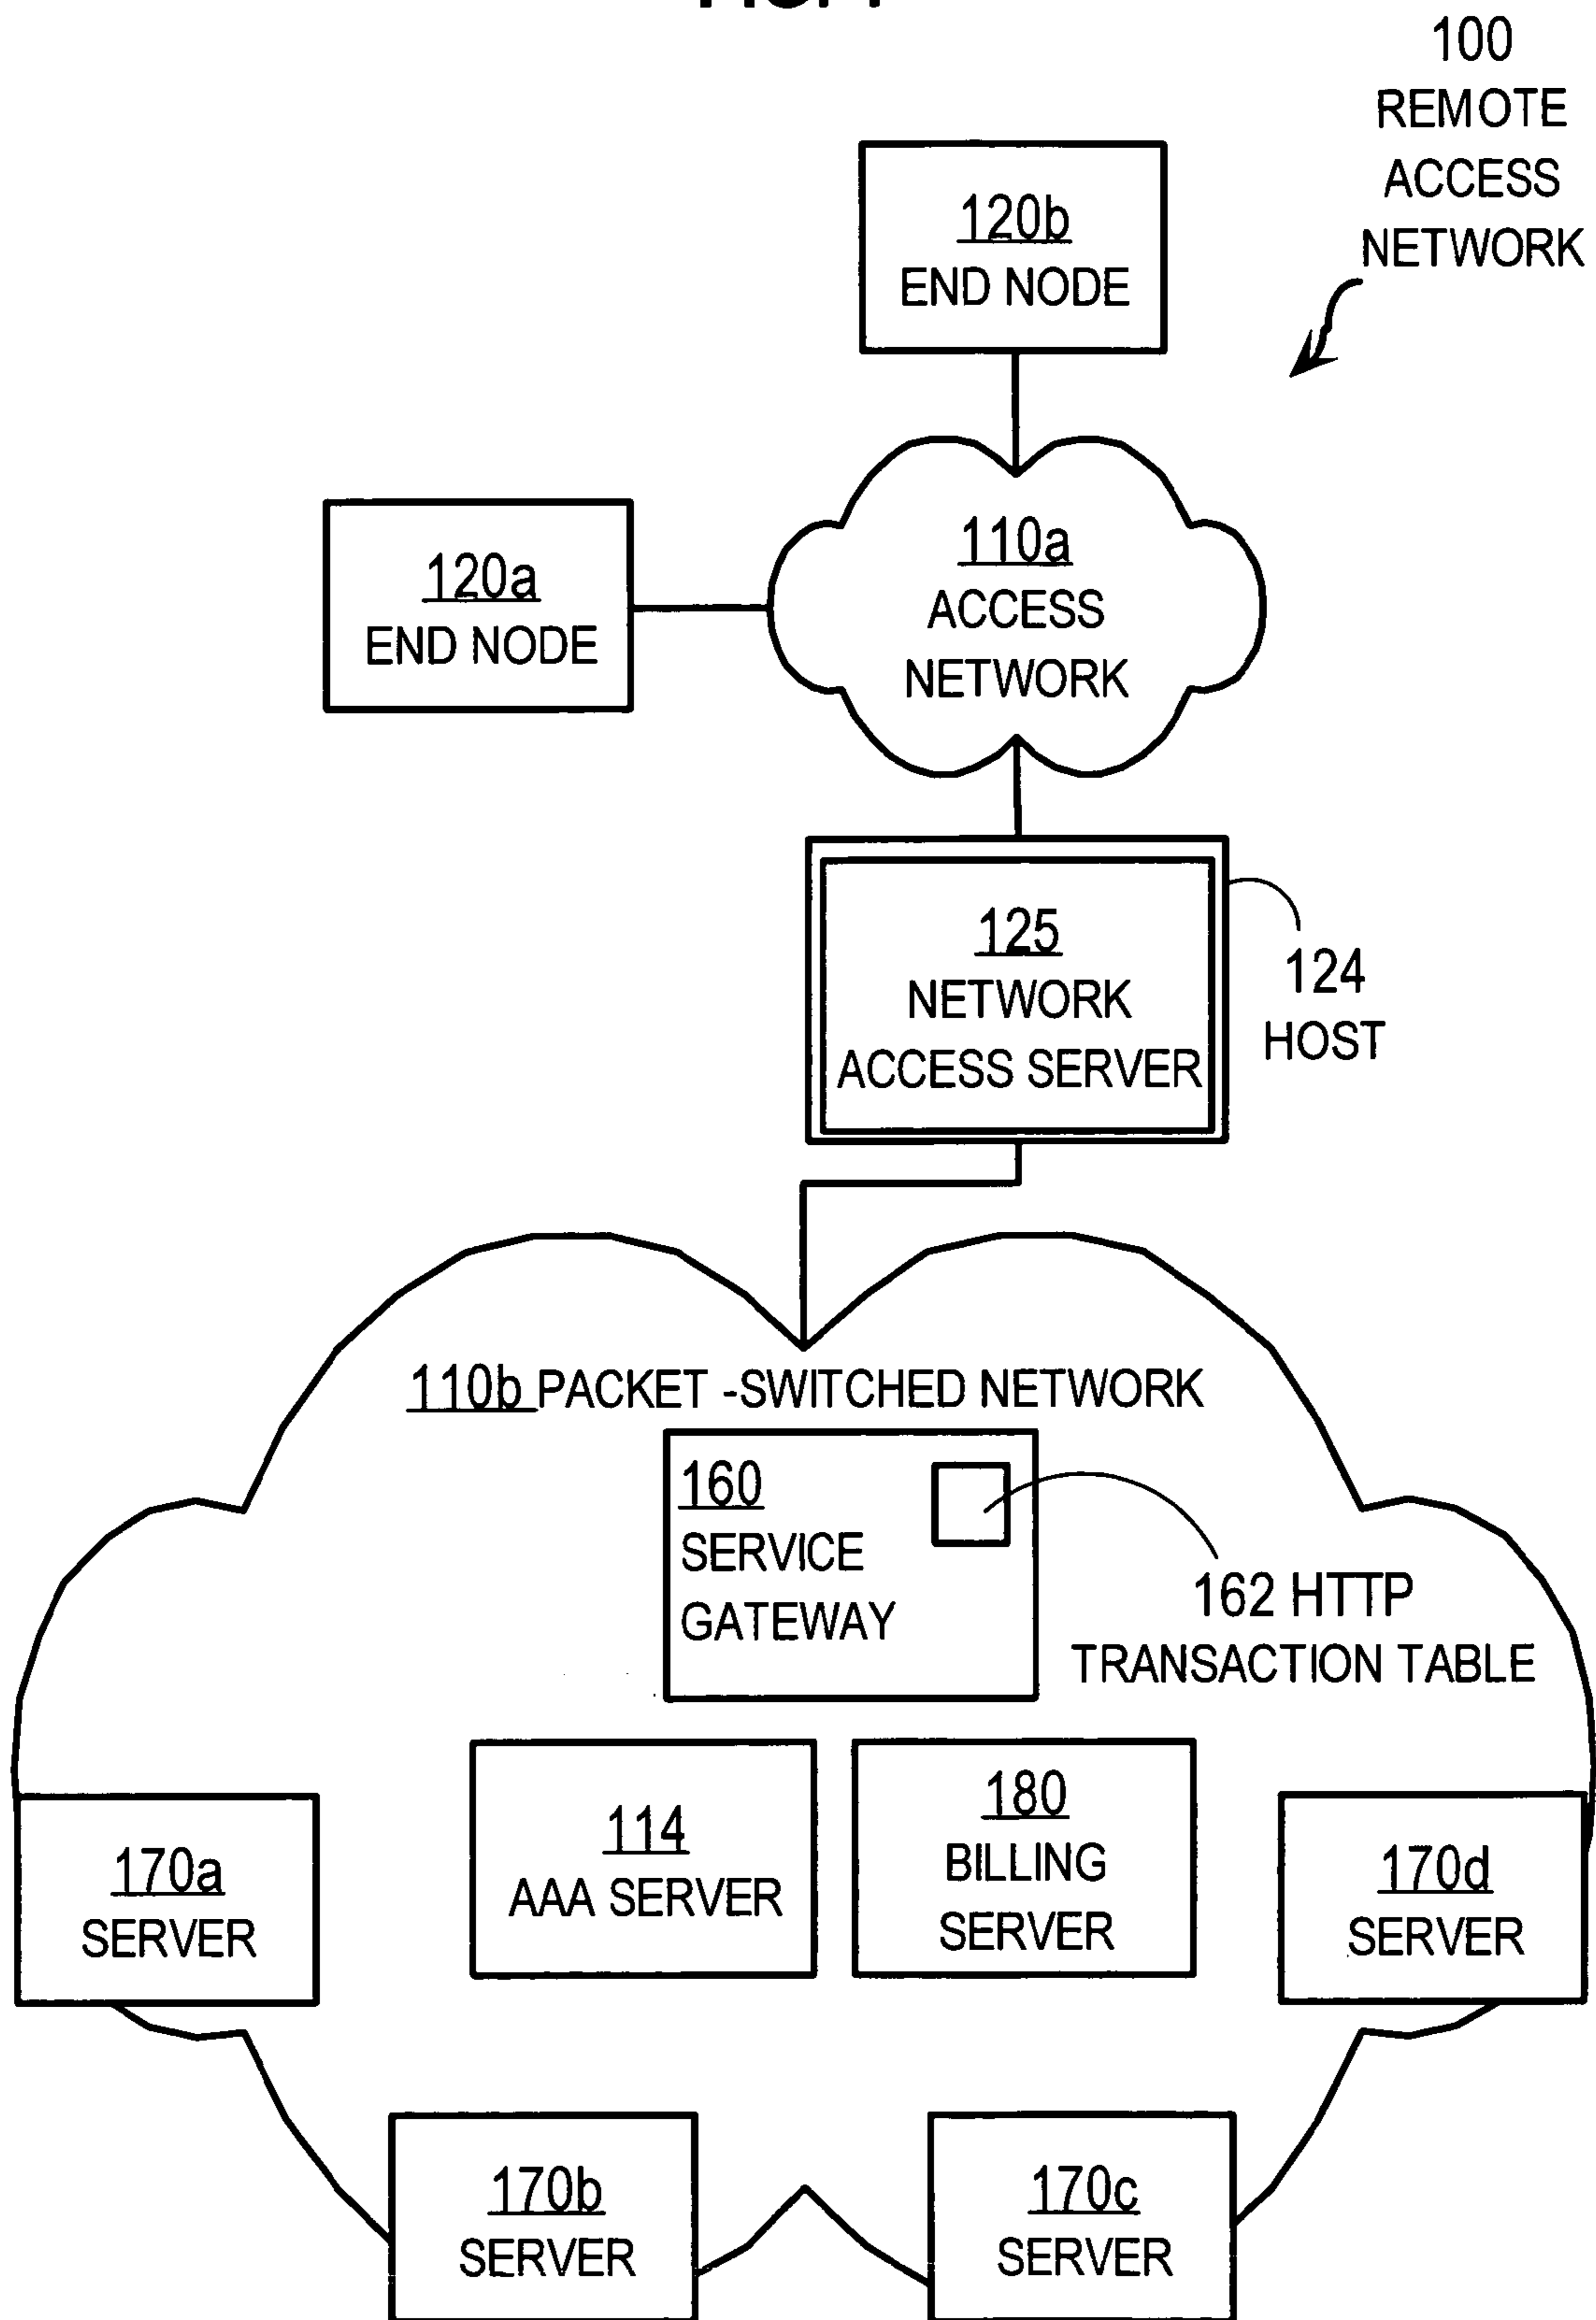 100
REMOTE
ACCESS
NETWORK
120b
END NODE
110a
ACCESS
NETWORK
120a
END NODE
125
NETWORK
ACCESS SERVER
124
HOST
110b PACKET -SWITCHED NETWORK
160
SERVICE
GATEWAY
162 HTTP
TRANSACTION TABLE
114
AAA SERVER
180
BILLING
SERVER
170a
SERVER
170d
SERVER
170b
SERVER
170c
SERVER